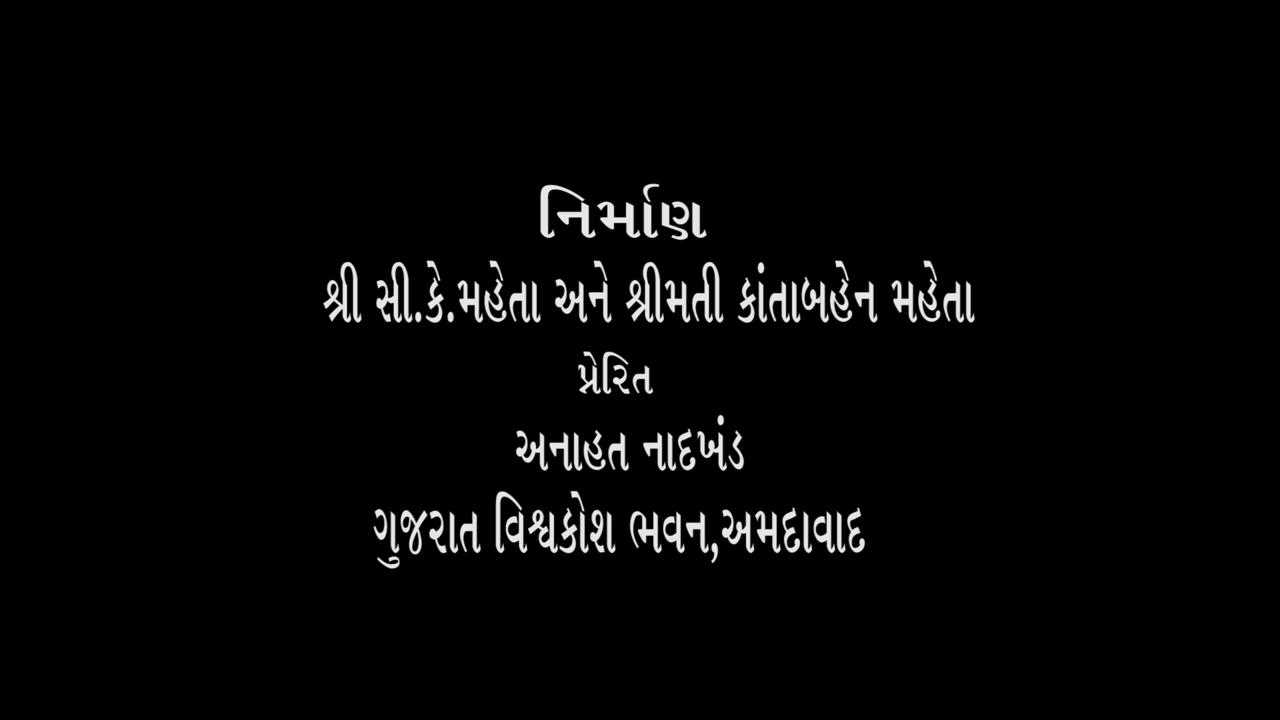 નિર્માણ
શ્રી સી.કે.મહેતા અને શ્રીમતી કાંતાબહેન મહેતા
પ્રેરિત
અનાહત નાદખંડ
ગુજરાત વિશ્વકોશ ભવન,અમદાવાદ